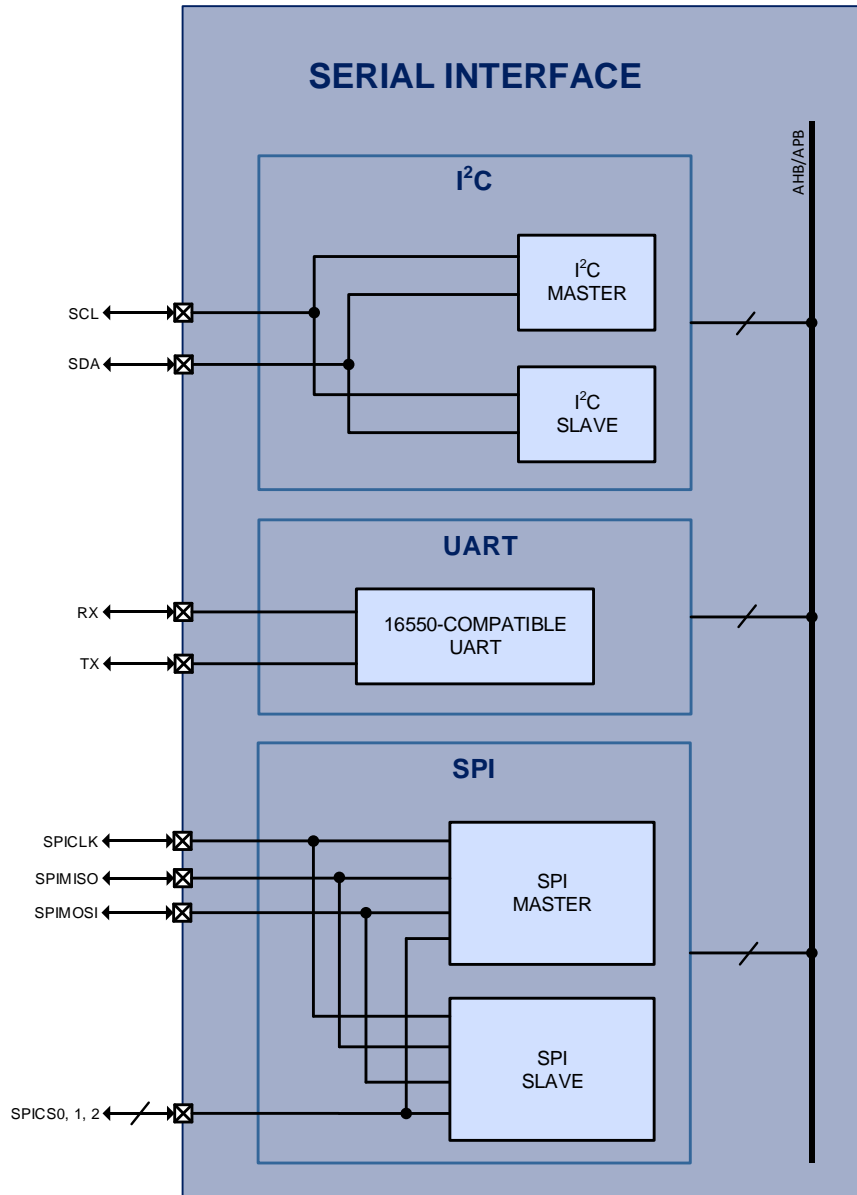 SERIAL INTERFACE
AHB/APB
I²C
I²C
MASTER
SCL
SDA
I²C
SLAVE
UART
RX
16550-COMPATIBLE
UART
TX
SPI
SPICLK
SPIMISO
SPI
MASTER
SPIMOSI
SPI
SLAVE
SPICS0, 1, 2